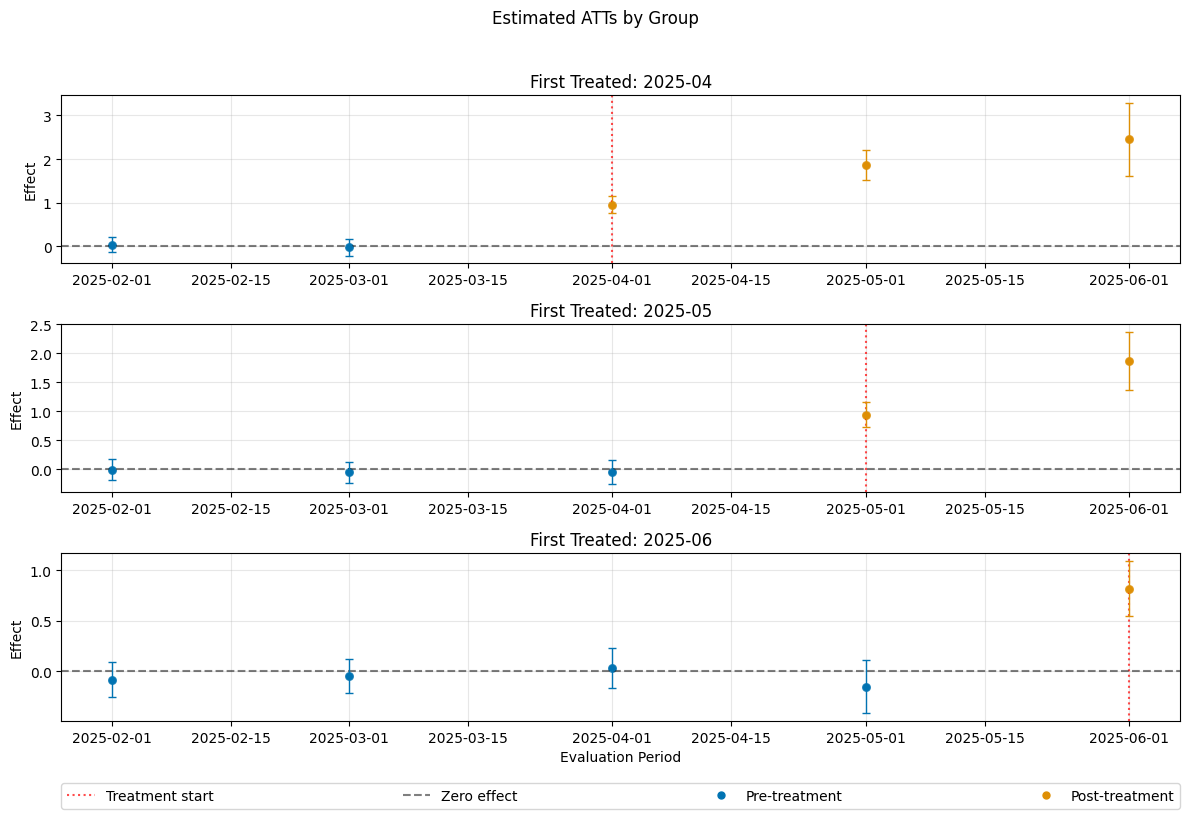 Estimated ATTs by Group
First Treated: 2025-04
Effect
3
2
1
0
2025-02-01 2025-02-15 2025-03-01 2025-03-15 2025-04-01 2025-04-15 2025-05-01 2025-05-15 2025-06-01
First Treated: 2025-05
Effect
2.5
2.0
1.5
1.0
0.5
0.0
2025-02-01 2025-02-15 2025-03-01 2025-03-15 2025-04-01 2025-04-15 2025-05-01 2025-05-15 2025-06-01
First Treated: 2025-06
Effect
1.0
0.5
0.0
2025-02-01 2025-02-15 2025-03-01 2025-03-15 2025-04-01 2025-04-15 2025-05-01 2025-05-15 2025-06-01
Evaluation Period
Treatment start Zero effect Pre-treatment Post-treatment